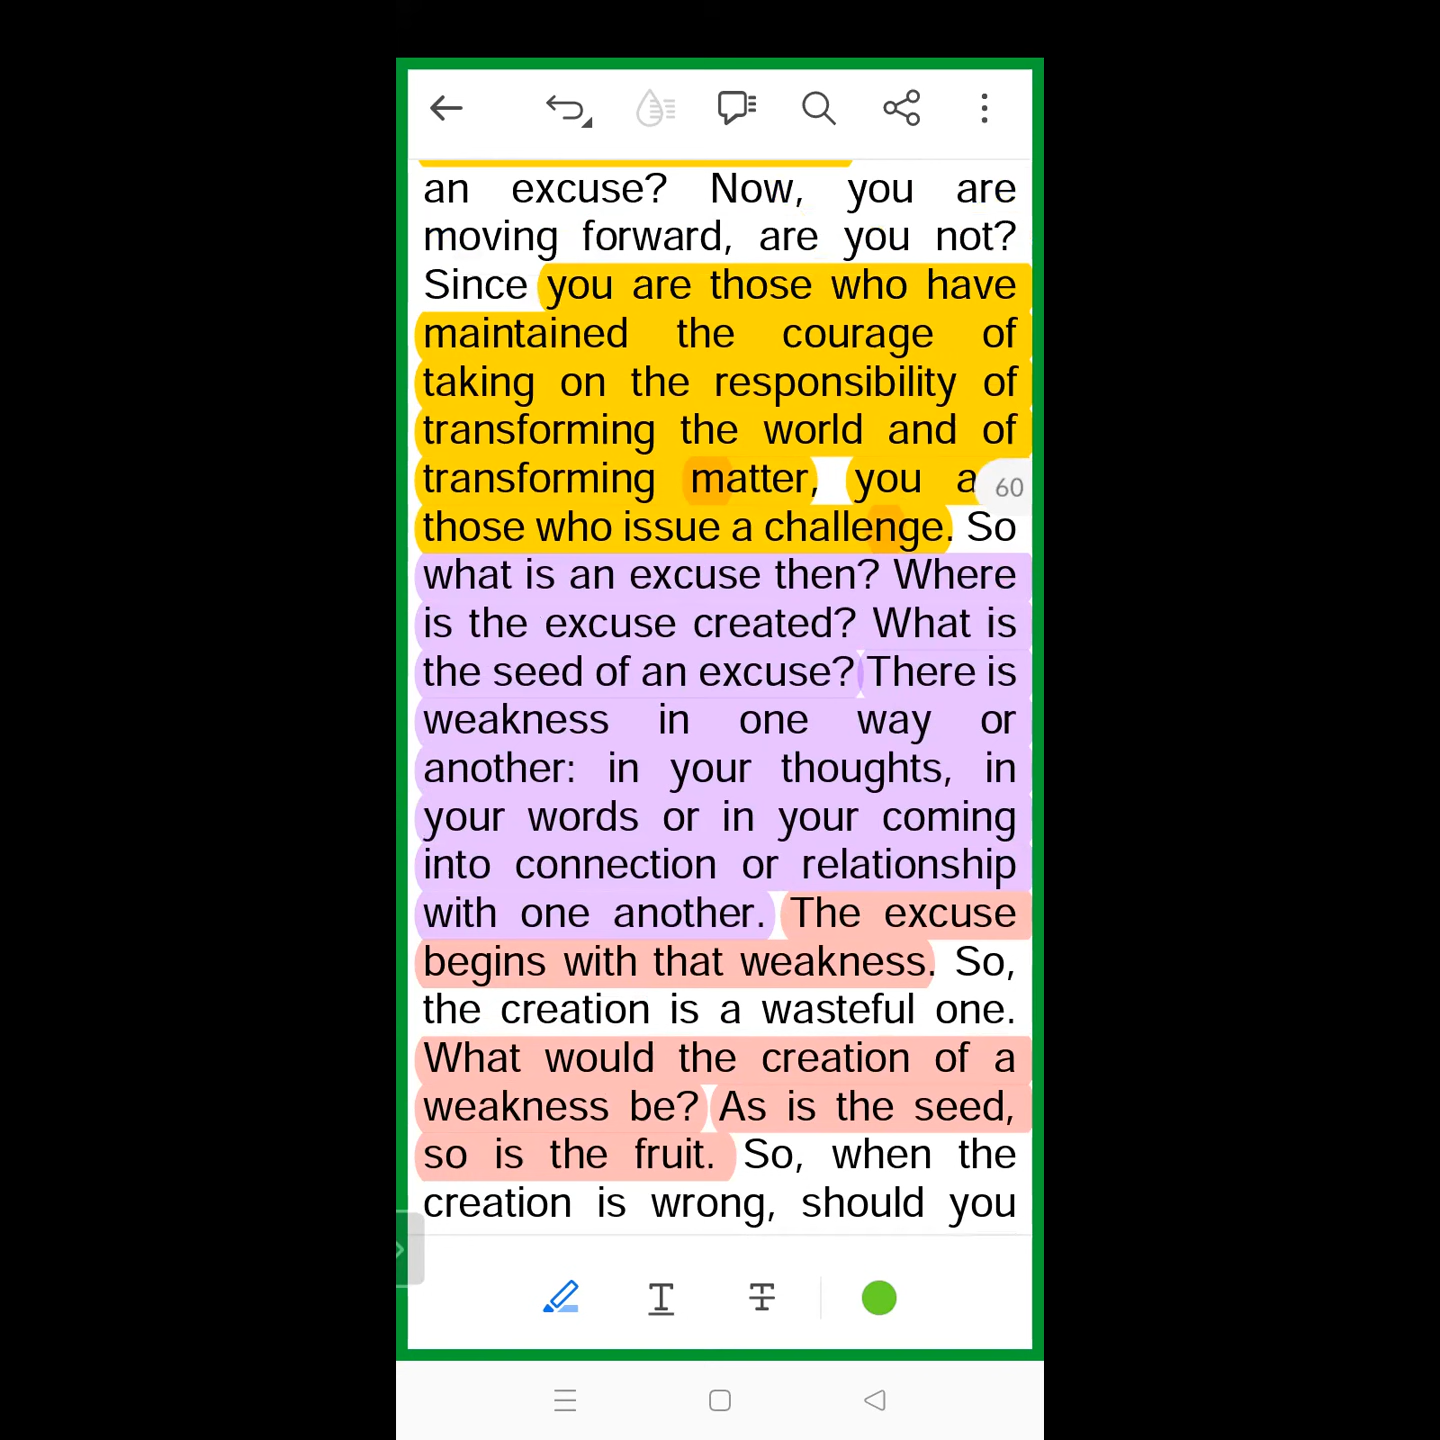 an excuse? Now, you are
moving forward, are you not?
Since you are those who have
maintained the courage of
taking on the responsibility of
transforming the world and of
transforming matter, you a
60
those who issue a challenge. So
what is an excuse then? Where
is the excuse created? What is
the seed of an excuse? There is
weakness in one way or
another: in your thoughts, in
your words or in your coming
into connection or relationship
with one another. The excuse
begins with that weakness. So,
the creation is a wasteful one.
What would the creation of a
weakness be? As is the seed,
so is the fruit. So, when the
creation is wrong, should you